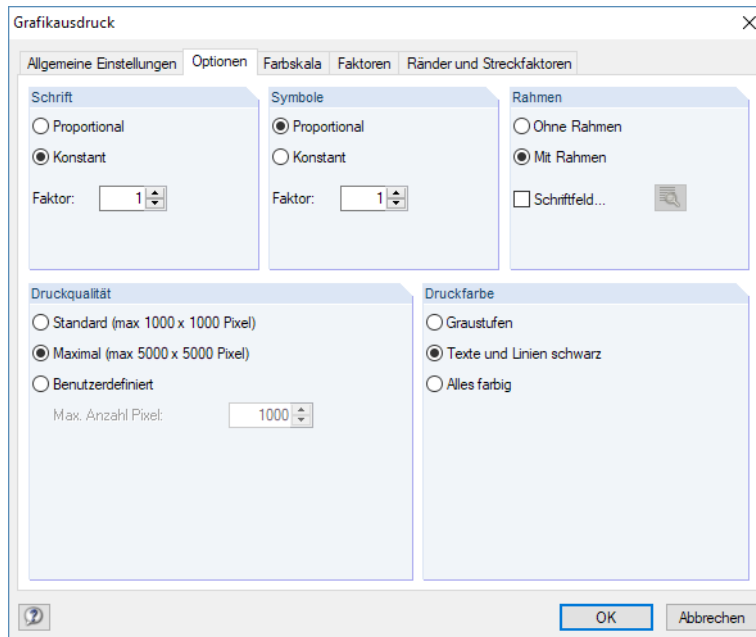 Grafikausdruck
Allgemeine Einstellungen Optionen Farbskala Faktoren Ränder und Streckfaktoren
Schrift
Proportional
Konstant
Faktor: 1
Symbole
Proportional
Konstant
Faktor: 1
Rahmen
Ohne Rahmen
Mit Rahmen
Schriftfeld...
Druckqualität
Standard (max 1000 x 1000 Pixel)
Maximal (max 5000 x 5000 Pixel)
Benutzerdefiniert
Max. Anzahl Pixel: 1000
Druckfarbe
Graustufen
Texte und Linien schwarz
Alles farbig
OK Abbrechen